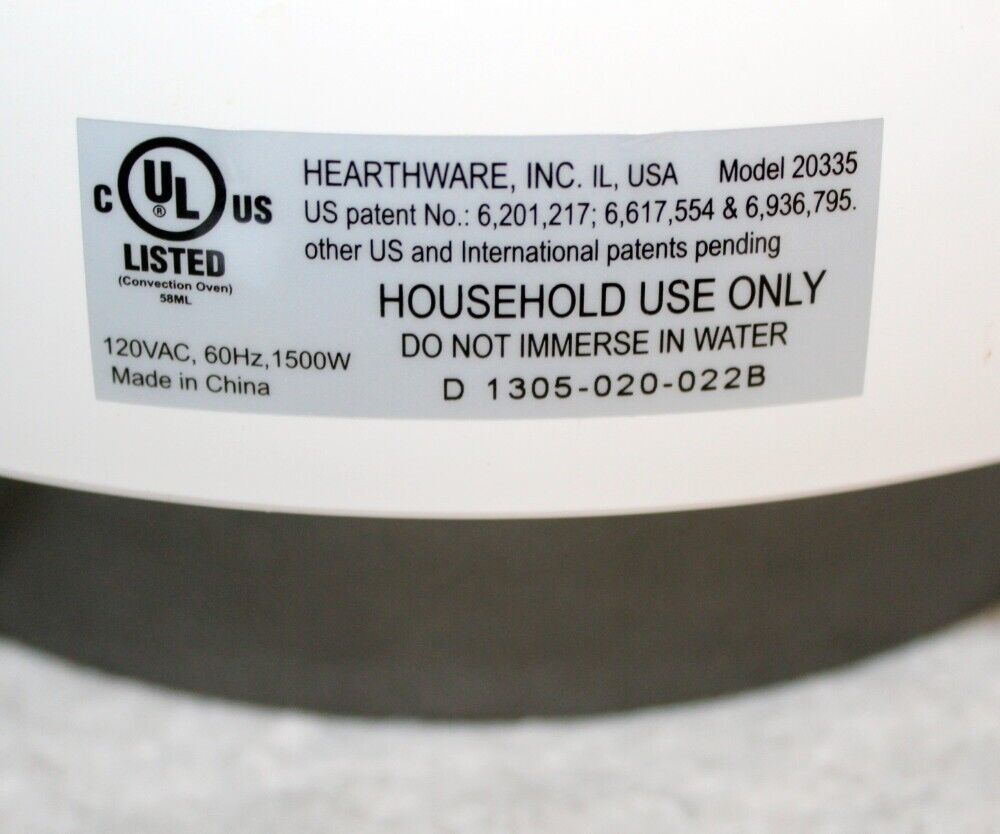 C UL US
®
LISTED
(Convection Oven)
58ML
120VAC, 60Hz,1500W
Made in China
HEARTHWARE, INC. IL, USA Model 20335
US patent No.: 6,201,217; 6,617,554 & 6,936,795.
other US and International patents pending
HOUSEHOLD USE ONLY
DO NOT IMMERSE IN WATER
D 1305-020-022B